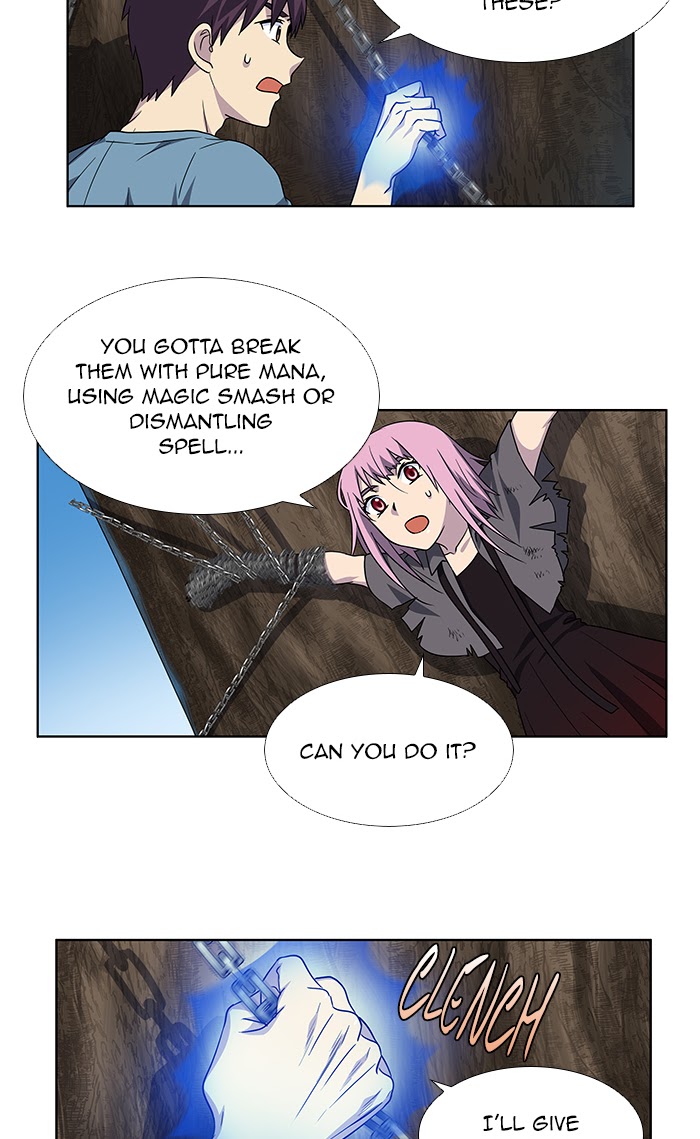 THESE?
YOU GOTTA BREAK
THEM WITH PURE MANA,
USING MAGIC SMASH OR
DISMANTLING
SPELL...
CAN YOU DO IT?
CLENCH
I'LL GIVE